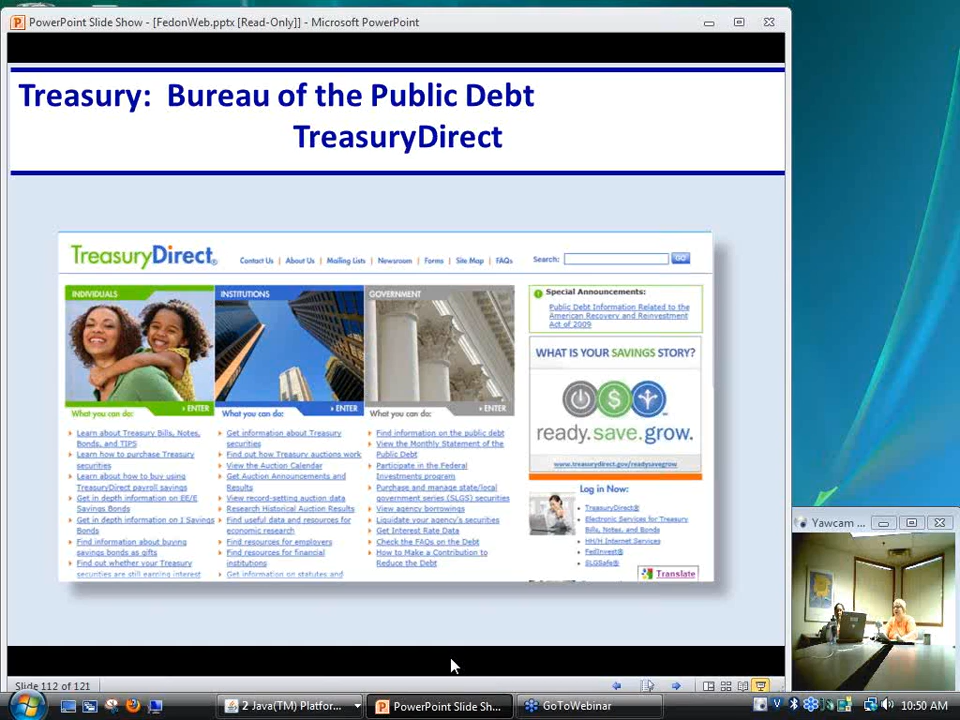 PowerPoint Slide Show - [FedonWeb.pptx [Read-Only]] - Microsoft PowerPoint
Treasury: Bureau of the Public Debt
TreasuryDirect
TreasuryDirect®
Contact Us | About Us | Mailing Lists | Newsroom | Forms | Site Map | FAQs
Search: GO
INDIVIDUALS
What you can do: ENTER
Learn about Treasury Bills, Notes,
Bonds, and TIPS
Learn how to purchase Treasury
securities
Learn about how to buy using
TreasuryDirect payroll savings
Get in depth information on EE/E
Savings Bonds
Get in depth information on I Savings
Bonds
Find information about buying
savings bonds as gifts
Find out whether your Treasury
securities are still earning interest
INSTITUTIONS
What you can do: ENTER
Get information about Treasury
securities
Find out how Treasury auctions work
View the Auction Calendar
Get Auction Announcements and
Results
View record-setting auction data
Research Historical Auction Results
Find useful data and resources for
economic research
Find resources for employers
Find resources for financial
institutions
Get information on statutes and
GOVERNMENT
What you can do: ENTER
Find information on the public debt
View the Monthly Statement of the
Public Debt
Participate in the Federal
Investments program
Purchase and manage state/local
government series (SLGS) securities
View agency borrowings
Liquidate your agency's securities
Get Interest Rate Data
Check the FAQs on the Debt
How to Make a Contribution to
Reduce the Debt
Special Announcements:
Public Debt Information Related to the
American Recovery and Reinvestment
Act of 2009
WHAT IS YOUR SAVINGS STORY?
$
ready.save.grow.
www.treasurydirect.gov/readysavegrow
Log in Now:
TreasuryDirect®
Electronic Services for Treasury
Bills, Notes, and Bonds
HH/H Internet Services
FedInvest®
SLGSafe®
Translate
Slide 112 of 121
Yawcam ...
2 Java(TM) Platfor...
PowerPoint Slide Sh...
GoToWebinar
10:50 AM